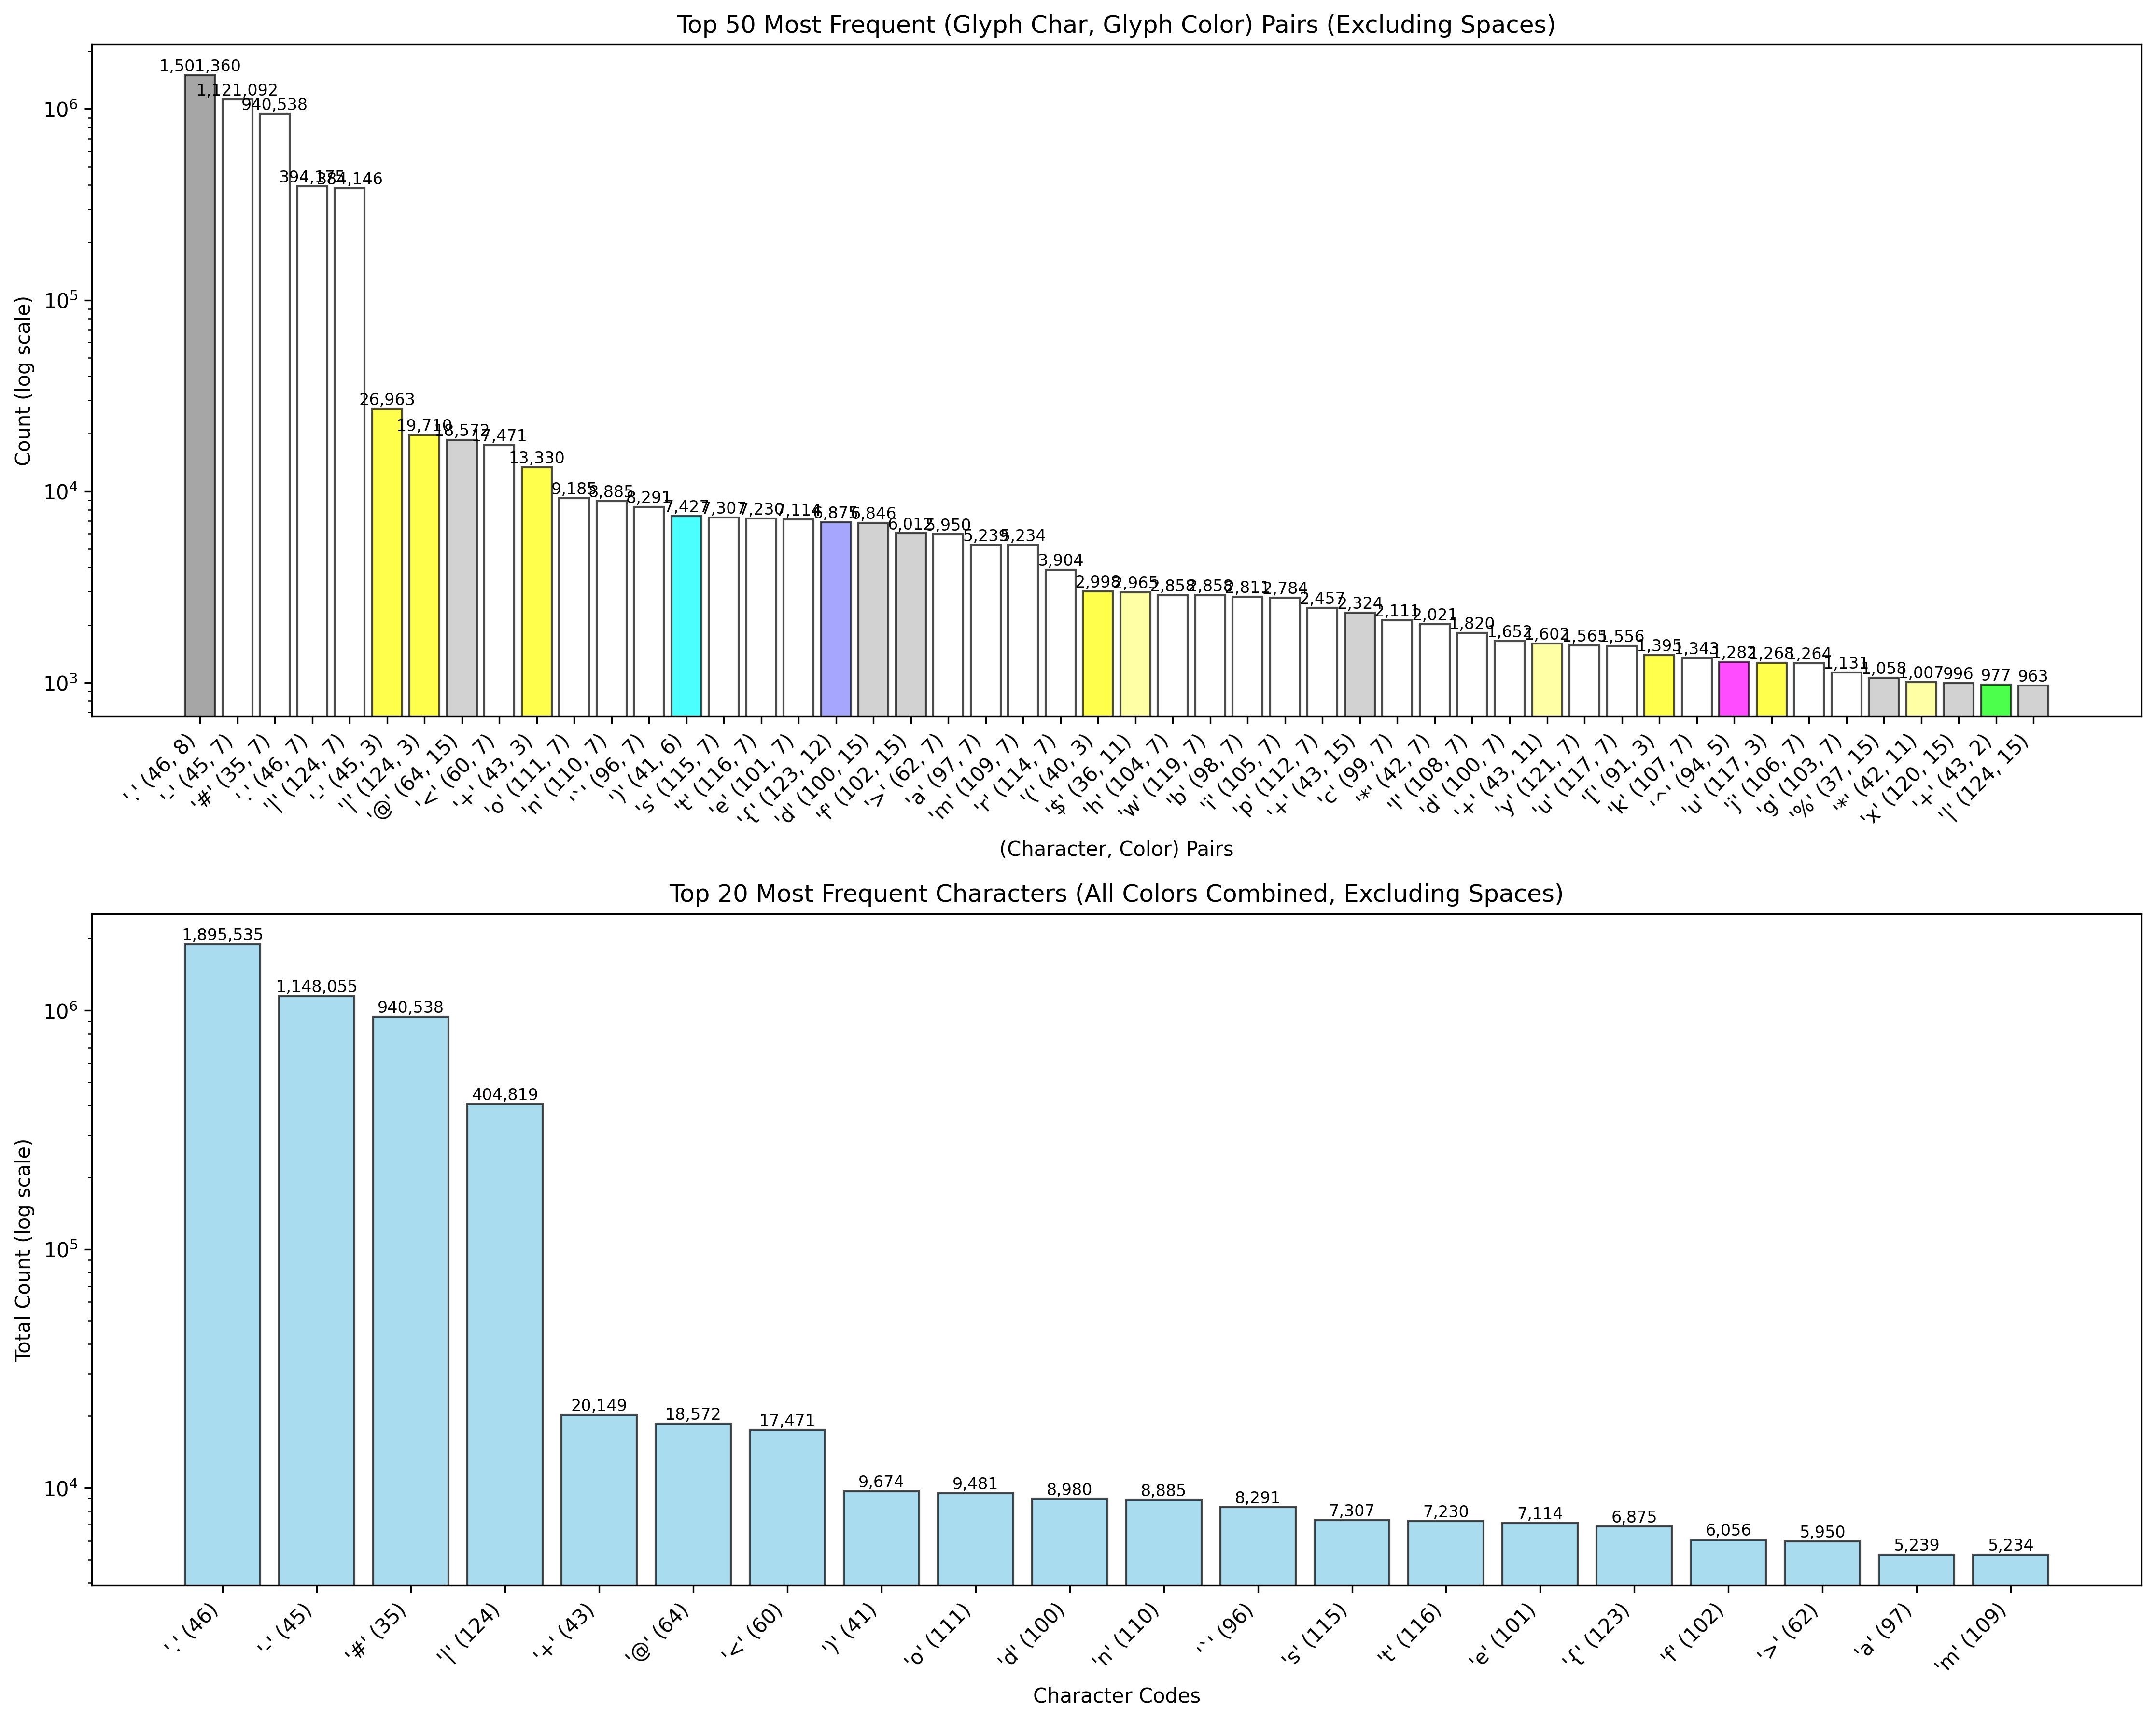 Top 50 Most Frequent (Glyph Char, Glyph Color) Pairs (Excluding Spaces)
Count (log scale)
10⁶
10⁵
10⁴
10³
1,501,360
1,121,092
940,538
394,175
384,146
26,963
19,710
18,572
17,471
13,330
9,185
8,885
8,291
7,427
7,307
7,230
7,114
6,875
6,846
6,012
5,950
5,239
5,234
3,904
2,998
2,965
2,858
2,858
2,811
2,784
2,457
2,324
2,111
2,021
1,820
1,652
1,602
1,565
1,556
1,395
1,343
1,282
1,268
1,264
1,131
1,058
1,007
996
977
963
'.' (46, 8)
'-' (45, 7)
'#' (35, 7)
'.' (46, 7)
'|' (124, 7)
'-' (45, 3)
'|' (124, 3)
'@' (64, 15)
'<' (60, 7)
'+' (43, 3)
'o' (111, 7)
'n' (110, 7)
'`' (96, 7)
')' (41, 6)
's' (115, 7)
't' (116, 7)
'e' (101, 7)
'{' (123, 12)
'd' (100, 15)
'f' (102, 15)
'>' (62, 7)
'a' (97, 7)
'm' (109, 7)
'r' (114, 7)
'(' (40, 3)
'$' (36, 11)
'h' (104, 7)
'w' (119, 7)
'b' (98, 7)
'i' (105, 7)
'p' (112, 7)
'+' (43, 15)
'c' (99, 7)
'*' (42, 7)
'l' (108, 7)
'd' (100, 7)
'+' (43, 11)
'y' (121, 7)
'u' (117, 7)
'[' (91, 3)
'k' (107, 7)
'^' (94, 5)
'u' (117, 3)
'j' (106, 7)
'g' (103, 7)
'%' (37, 15)
'*' (42, 11)
'x' (120, 15)
'+' (43, 2)
'|' (124, 15)
(Character, Color) Pairs
Top 20 Most Frequent Characters (All Colors Combined, Excluding Spaces)
Total Count (log scale)
10⁶
10⁵
10⁴
1,895,535
1,148,055
940,538
404,819
20,149
18,572
17,471
9,674
9,481
8,980
8,885
8,291
7,307
7,230
7,114
6,875
6,056
5,950
5,239
5,234
'.' (46)
'-' (45)
'#' (35)
'|' (124)
'+' (43)
'@' (64)
'<' (60)
')' (41)
'o' (111)
'd' (100)
'n' (110)
'`' (96)
's' (115)
't' (116)
'e' (101)
'{' (123)
'f' (102)
'>' (62)
'a' (97)
'm' (109)
Character Codes